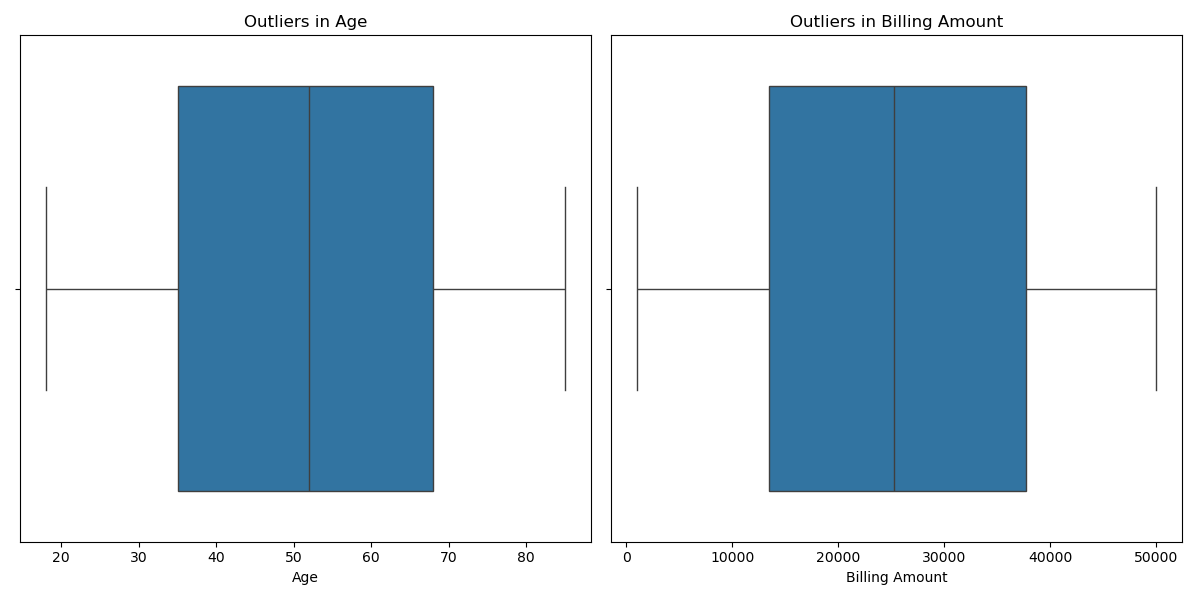 Outliers in Age
20 30 40 50 60 70 80
Age
Outliers in Billing Amount
0 10000 20000 30000 40000 50000
Billing Amount